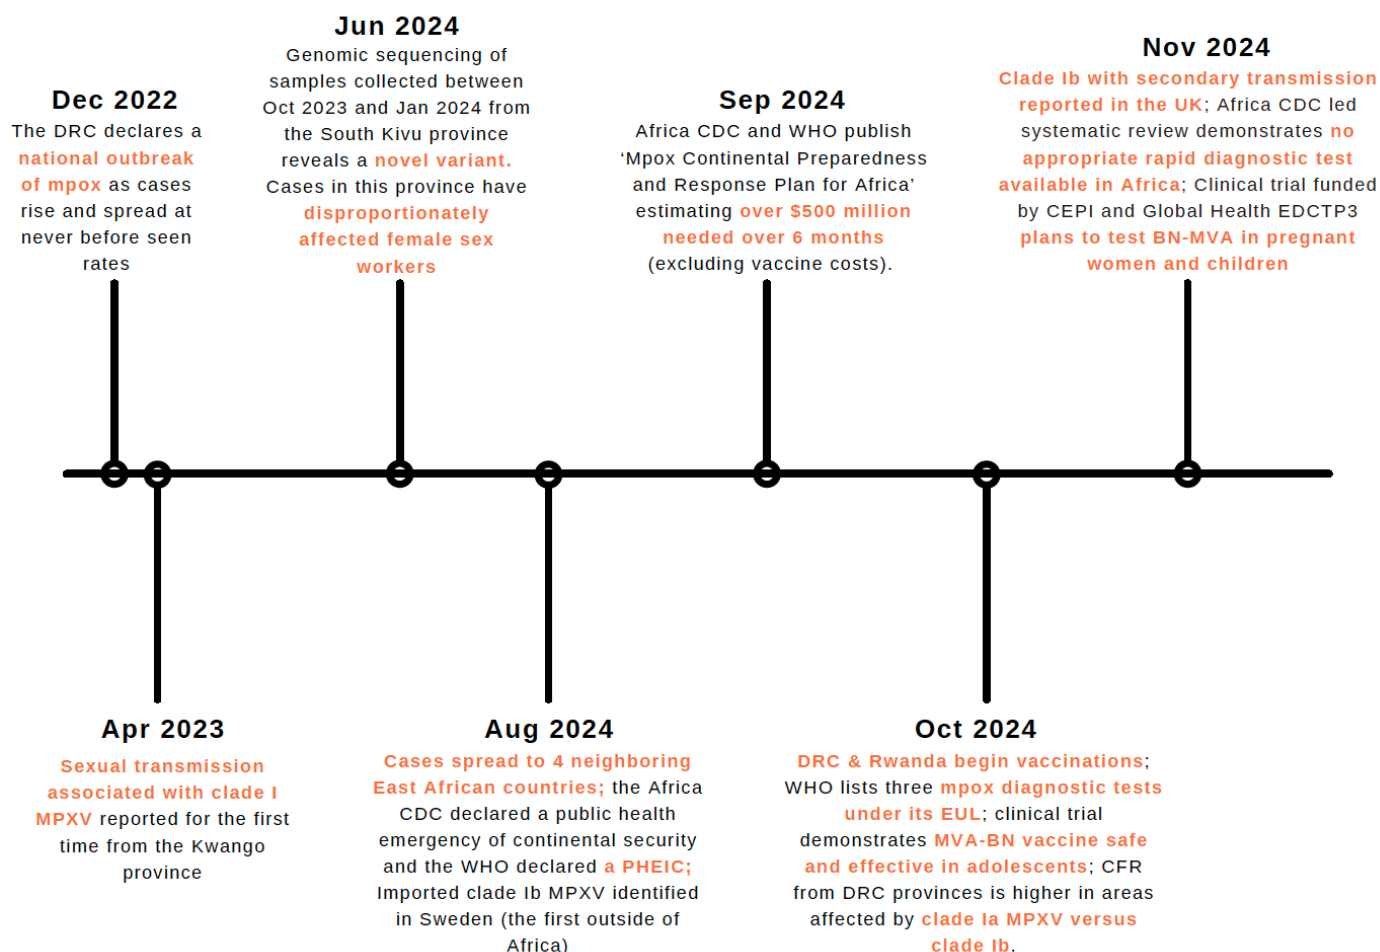 Dec 2022
The DRC declares a
national outbreak
of mpox as cases
rise and spread at
never before seen
rates
Jun 2024
Genomic sequencing of
samples collected between
Oct 2023 and Jan 2024 from
the South Kivu province
reveals a novel variant.
Cases in this province have
disproportionately
affected female sex
workers
Sep 2024
Africa CDC and WHO publish
‘Mpox Continental Preparedness
and Response Plan for Africa’
estimating over $500 million
needed over 6 months
(excluding vaccine costs).
Nov 2024
Clade Ib with secondary transmission
reported in the UK; Africa CDC led
systematic review demonstrates no
appropriate rapid diagnostic test
available in Africa; Clinical trial funded
by CEPI and Global Health EDCTP3
plans to test BN-MVA in pregnant
women and children
Apr 2023
Sexual transmission
associated with clade I
MPXV reported for the first
time from the Kwango
province
Aug 2024
Cases spread to 4 neighboring
East African countries; the Africa
CDC declared a public health
emergency of continental security
and the WHO declared a PHEIC;
Imported clade Ib MPXV identified
in Sweden (the first outside of
Africa)
Oct 2024
DRC & Rwanda begin vaccinations;
WHO lists three mpox diagnostic tests
under its EUL; clinical trial
demonstrates MVA-BN vaccine safe
and effective in adolescents; CFR
from DRC provinces is higher in areas
affected by clade Ia MPXV versus
clade Ib.